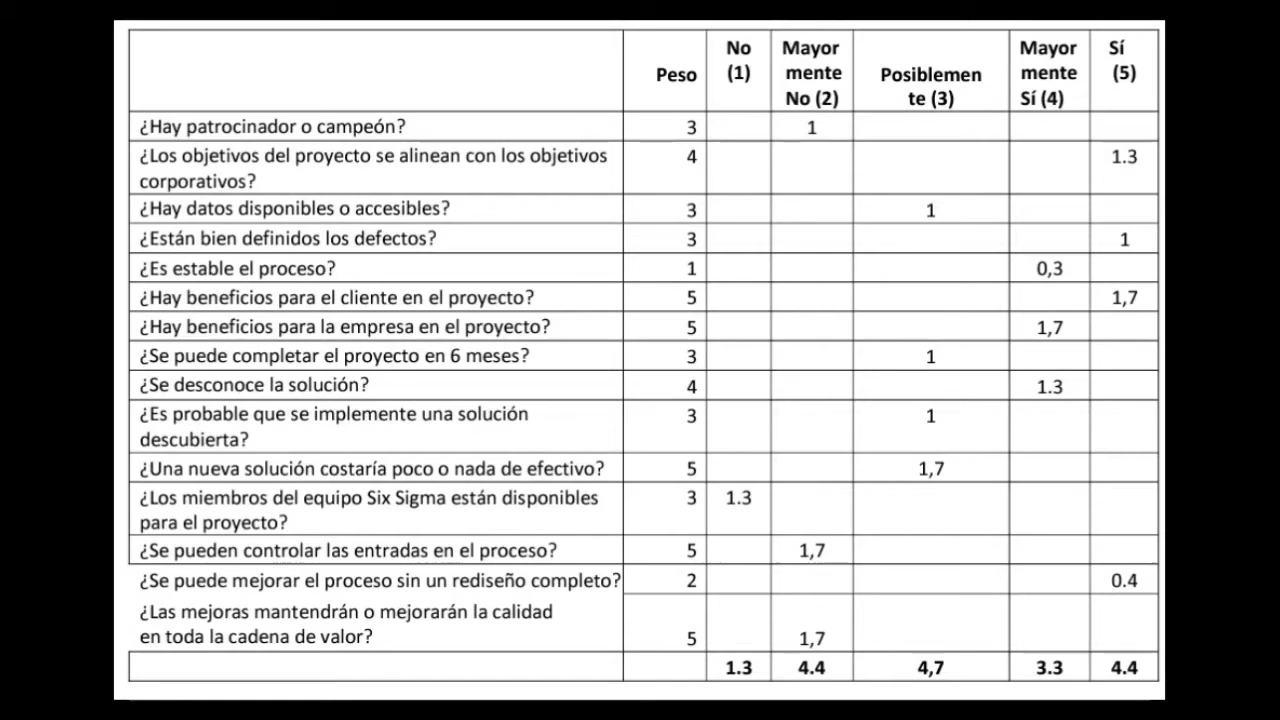 No Mayor Mayor Sí
(1) mente mente (5)
Peso Posiblemen
No (2) te (3) Sí (4)
¿Hay patrocinador o campeón? 3 1
¿Los objetivos del proyecto se alinean con los objetivos 4 1.3
corporativos?
¿Hay datos disponibles o accesibles? 3 1
¿Están bien definidos los defectos? 3 1
¿Es estable el proceso? 1 0,3
¿Hay beneficios para el cliente en el proyecto? 5 1,7
¿Hay beneficios para la empresa en el proyecto? 5 1,7
¿Se puede completar el proyecto en 6 meses? 3 1
¿Se desconoce la solución? 4 1.3
¿Es probable que se implemente una solución 3 1
descubierta?
¿Una nueva solución costaría poco o nada de efectivo? 5 1,7
¿Los miembros del equipo Six Sigma están disponibles 3 1.3
para el proyecto?
¿Se pueden controlar las entradas en el proceso? 5 1,7
¿Se puede mejorar el proceso sin un rediseño completo? 2 0.4
¿Las mejoras mantendrán o mejorarán la calidad
en toda la cadena de valor? 5 1,7
1.3 4.4 4,7 3.3 4.4